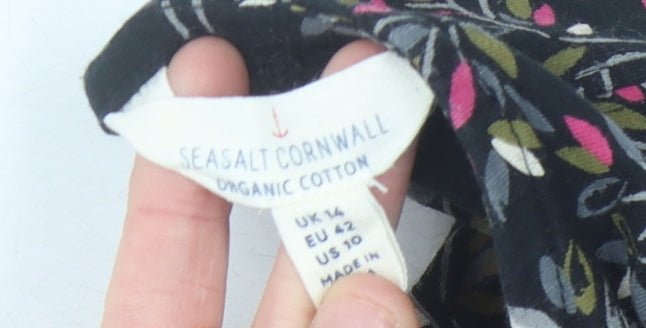 SEASALT CORNWALL
ORGANIC COTTON
UK 14
EU 42
US 10
MADE IN